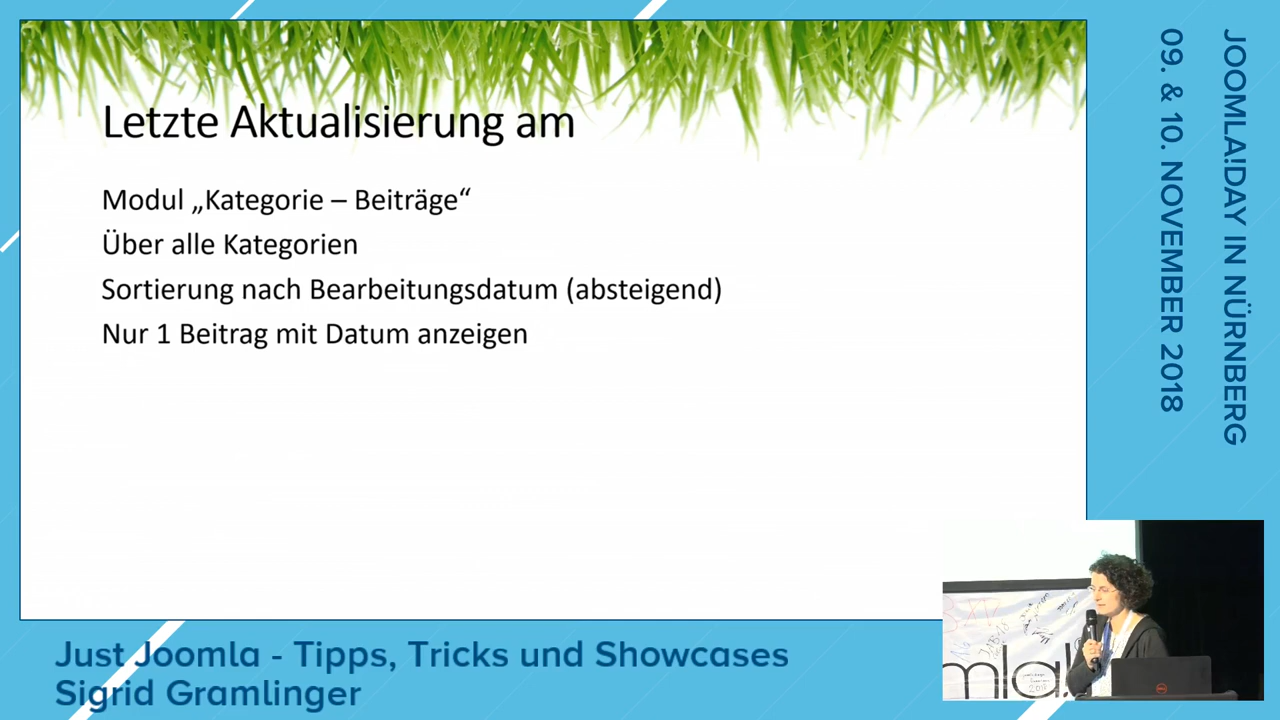 Letzte Aktualisierung am
Modul „Kategorie – Beiträge“
Über alle Kategorien
Sortierung nach Bearbeitungsdatum (absteigend)
Nur 1 Beitrag mit Datum anzeigen
JOOMLA!DAY IN NÜRNBERG
09. & 10. NOVEMBER 2018
Just Joomla - Tipps, Tricks und Showcases
Sigrid Gramlinger
mla!